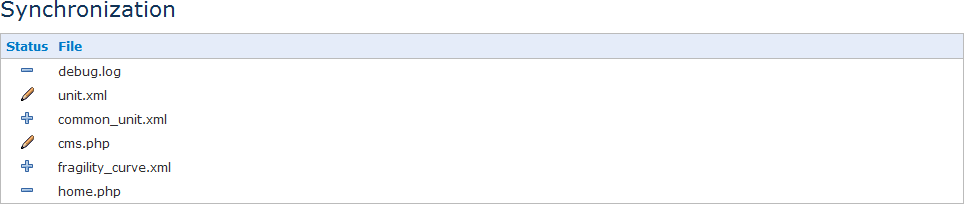 Synchronization
Status File
debug.log
unit.xml
common_unit.xml
cms.php
fragility_curve.xml
home.php